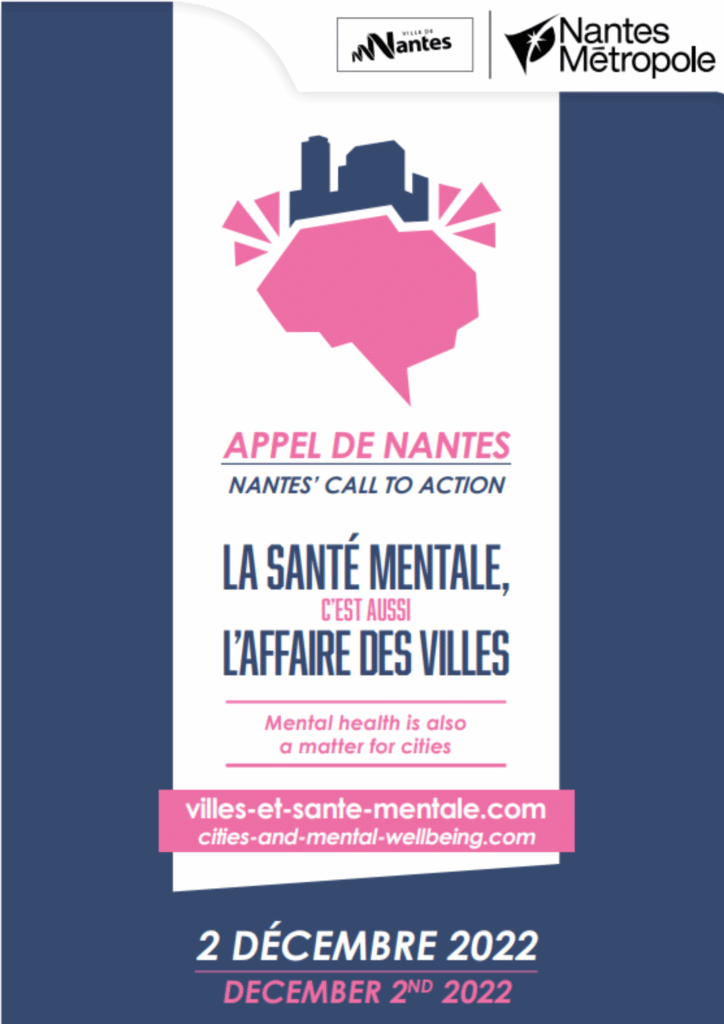 VILLE DE
Nantes
Nantes
Métropole
APPEL DE NANTES
NANTES' CALL TO ACTION
LA SANTÉ MENTALE,
C'EST AUSSI
L'AFFAIRE DES VILLES
Mental health is also
a matter for cities
villes-et-sante-mentale.com
cities-and-mental-wellbeing.com
2 DÉCEMBRE 2022
DECEMBER 2ND 2022